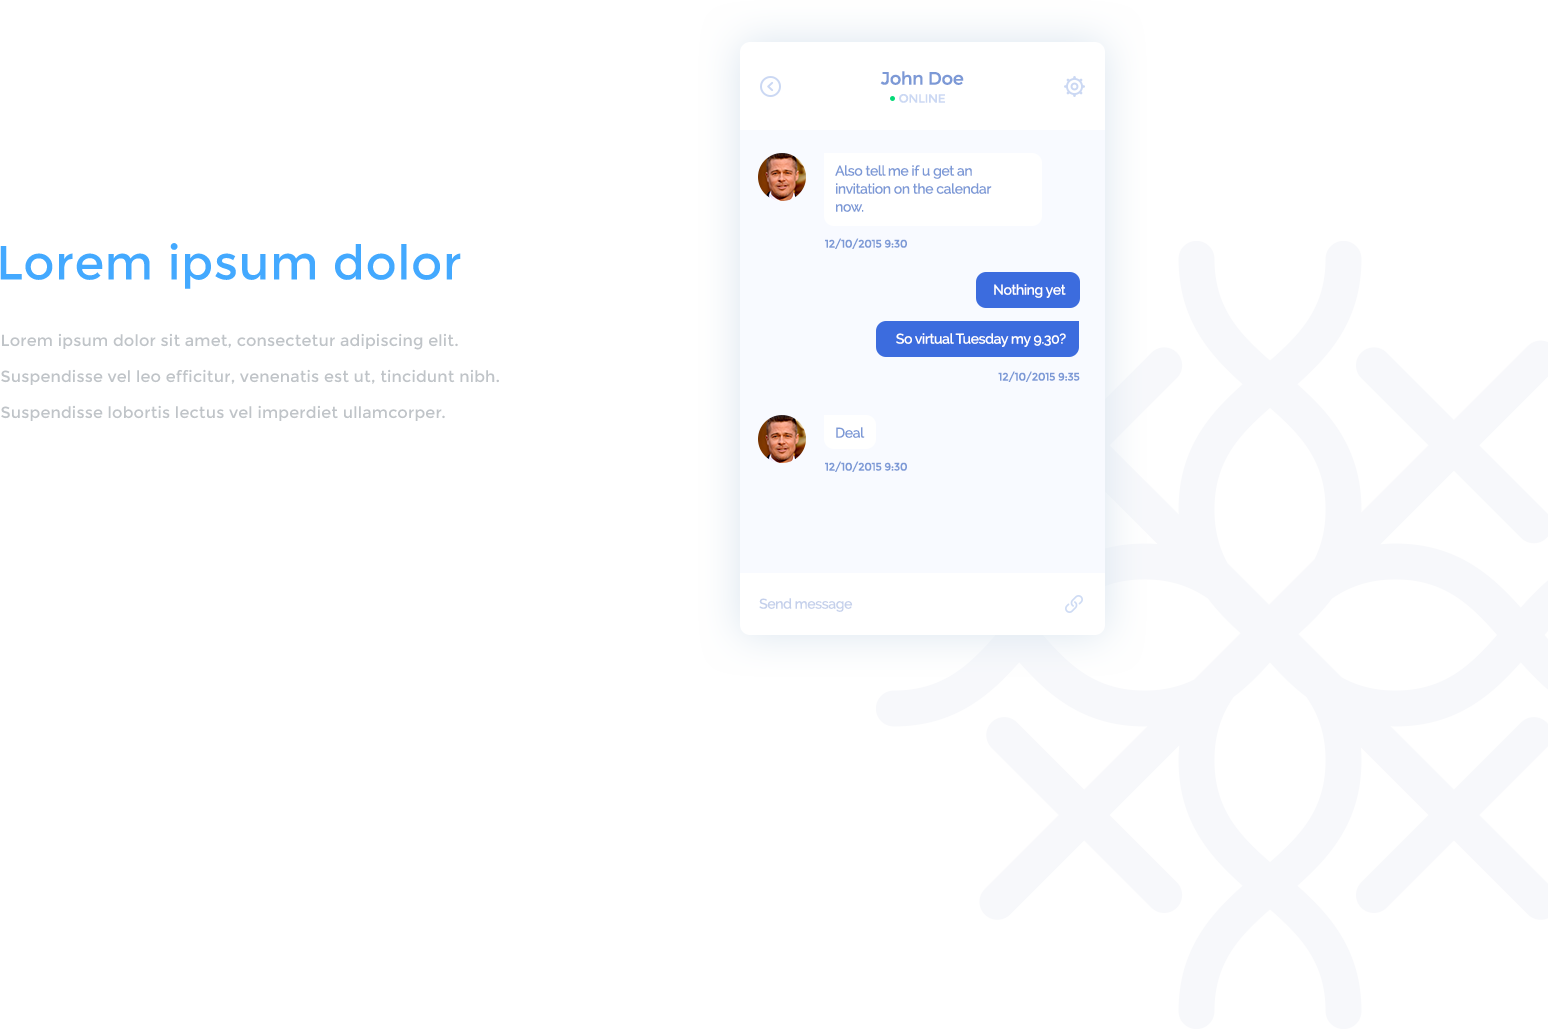 Lorem ipsum dolor
Lorem ipsum dolor sit amet, consectetur adipiscing elit.
Suspendisse vel leo efficitur, venenatis est ut, tincidunt nibh.
Suspendisse lobortis lectus vel imperdiet ullamcorper.
John Doe
ONLINE
Also tell me if u get an
invitation on the calendar
now.
12/10/2015 9:30
Nothing yet
So virtual Tuesday my 9.30?
12/10/2015 9:35
Deal
12/10/2015 9:30
Send message